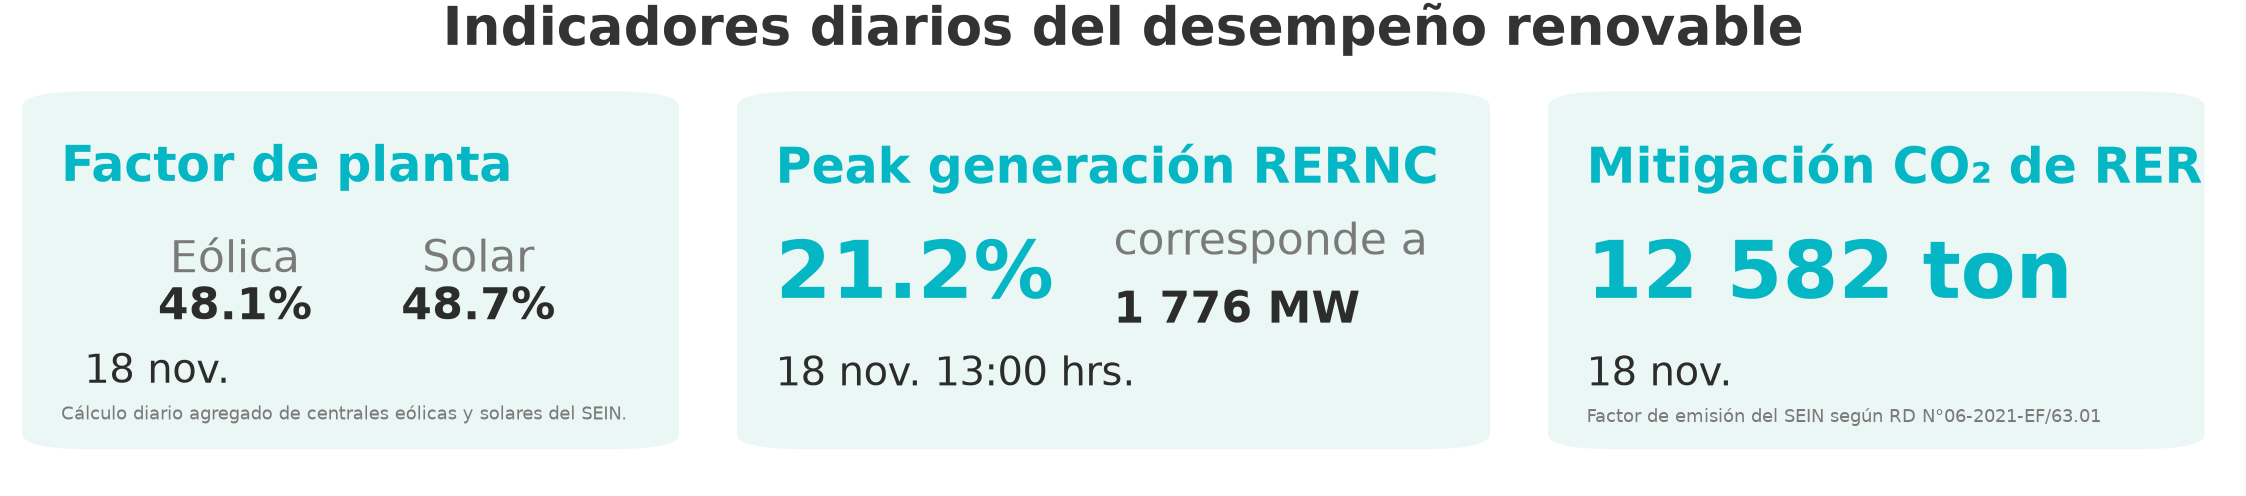 Indicadores diarios del desempeño renovable
Factor de planta
Eólica
48.1%
Solar
48.7%
18 nov.
Cálculo diario agregado de centrales eólicas y solares del SEIN.
Peak generación RERNC
21.2%
corresponde a
1 776 MW
18 nov. 13:00 hrs.
Mitigación CO₂ de RER
12 582 ton
18 nov.
Factor de emisión del SEIN según RD N°06-2021-EF/63.01